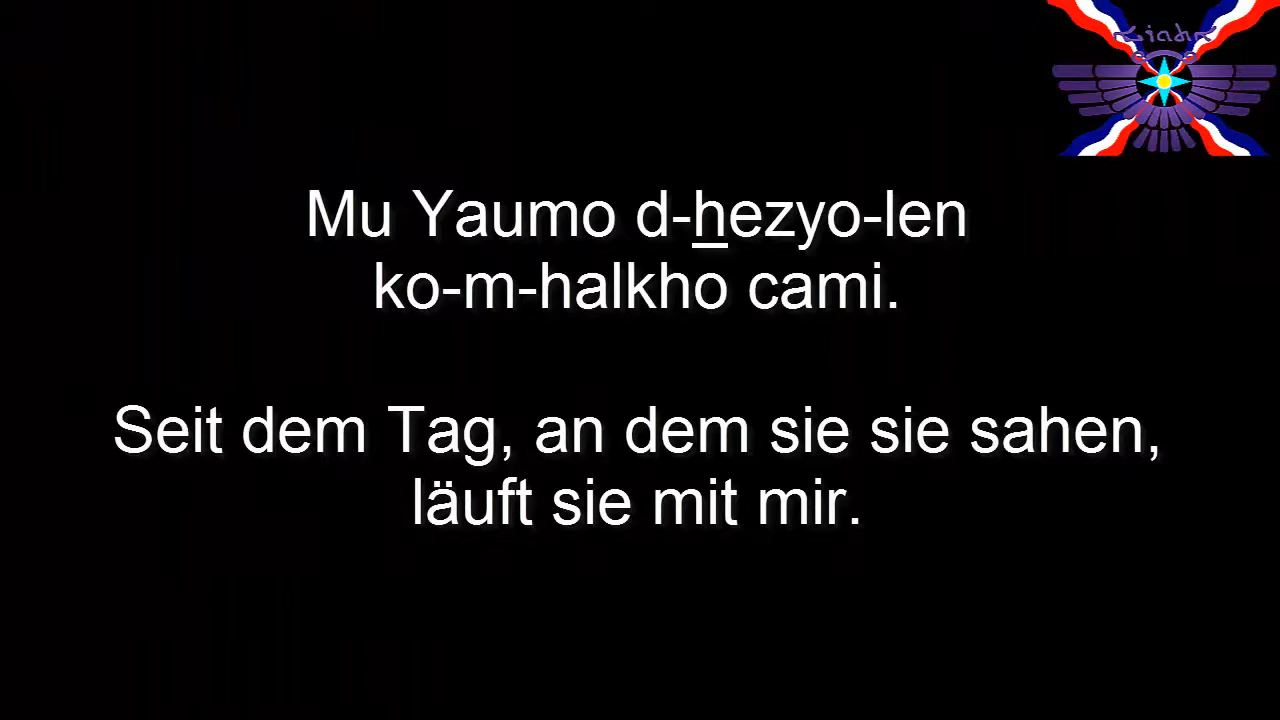 Mu Yaumo d-hezyo-len
ko-m-halkho cami.
Seit dem Tag, an dem sie sie sahen,
läuft sie mit mir.